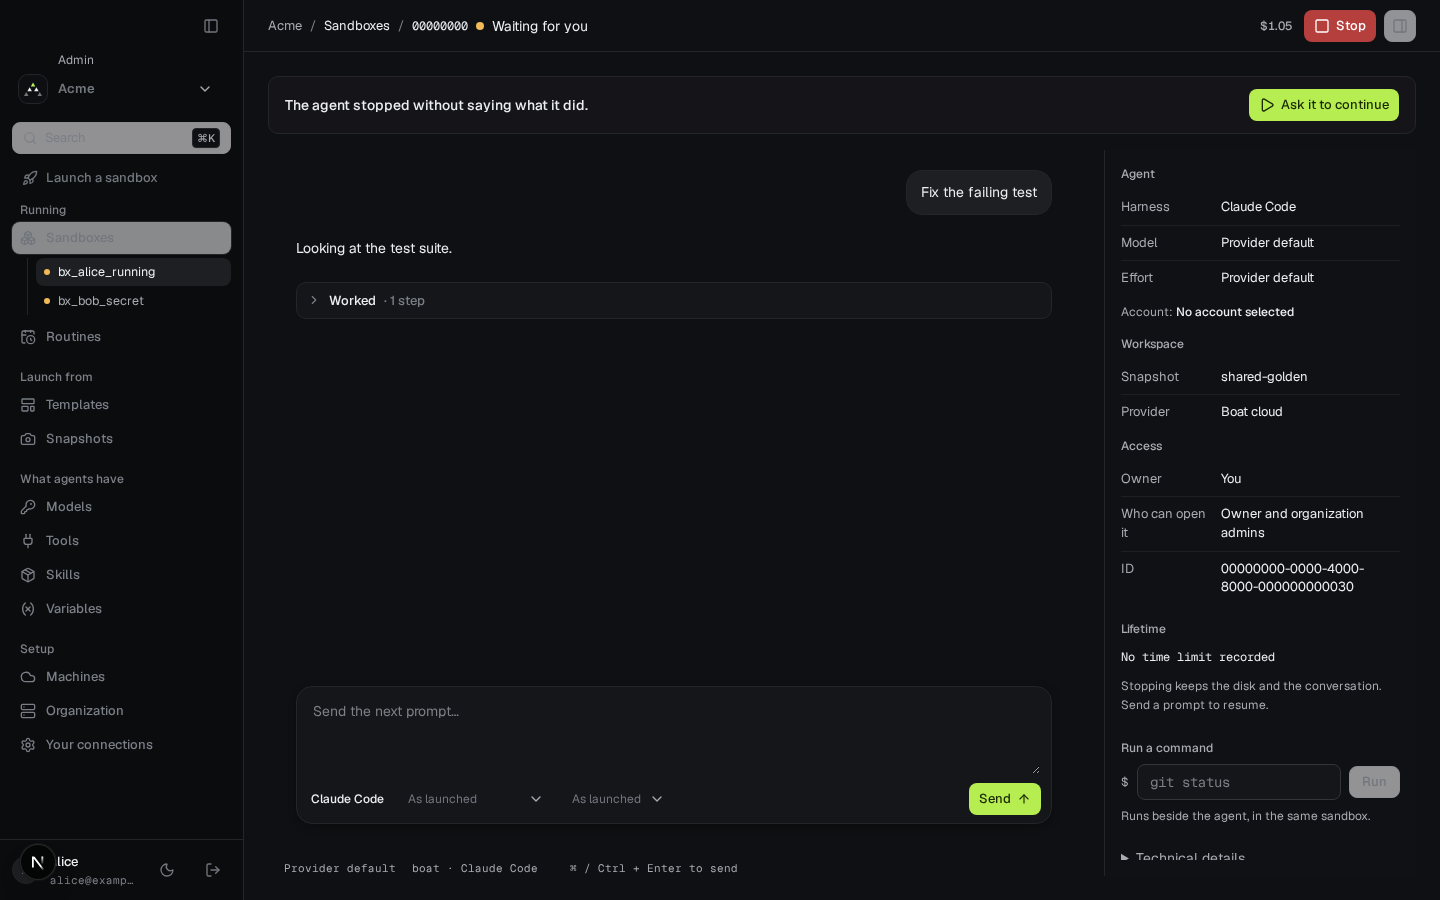 Admin
Acme
Search
⌘K
Launch a sandbox
Running
Sandboxes
bx_alice_running
bx_bob_secret
Routines
Launch from
Templates
Snapshots
What agents have
Models
Tools
Skills
Variables
Setup
Machines
Organization
Your connections
N
lice
alice@examp…
Acme / Sandboxes / 00000000 Waiting for you
$1.05
Stop
The agent stopped without saying what it did.
Ask it to continue
Fix the failing test
Looking at the test suite.
Worked · 1 step
Send the next prompt…
Claude Code As launched As launched
Send
Provider default boat · Claude Code ⌘ / Ctrl + Enter to send
Agent
Harness Claude Code
Model Provider default
Effort Provider default
Account: No account selected
Workspace
Snapshot shared-golden
Provider Boat cloud
Access
Owner You
Who can open it Owner and organization admins
ID 00000000-0000-4000-8000-000000000030
Lifetime
No time limit recorded
Stopping keeps the disk and the conversation.
Send a prompt to resume.
Run a command
$ git status Run
Runs beside the agent, in the same sandbox.
Technical details